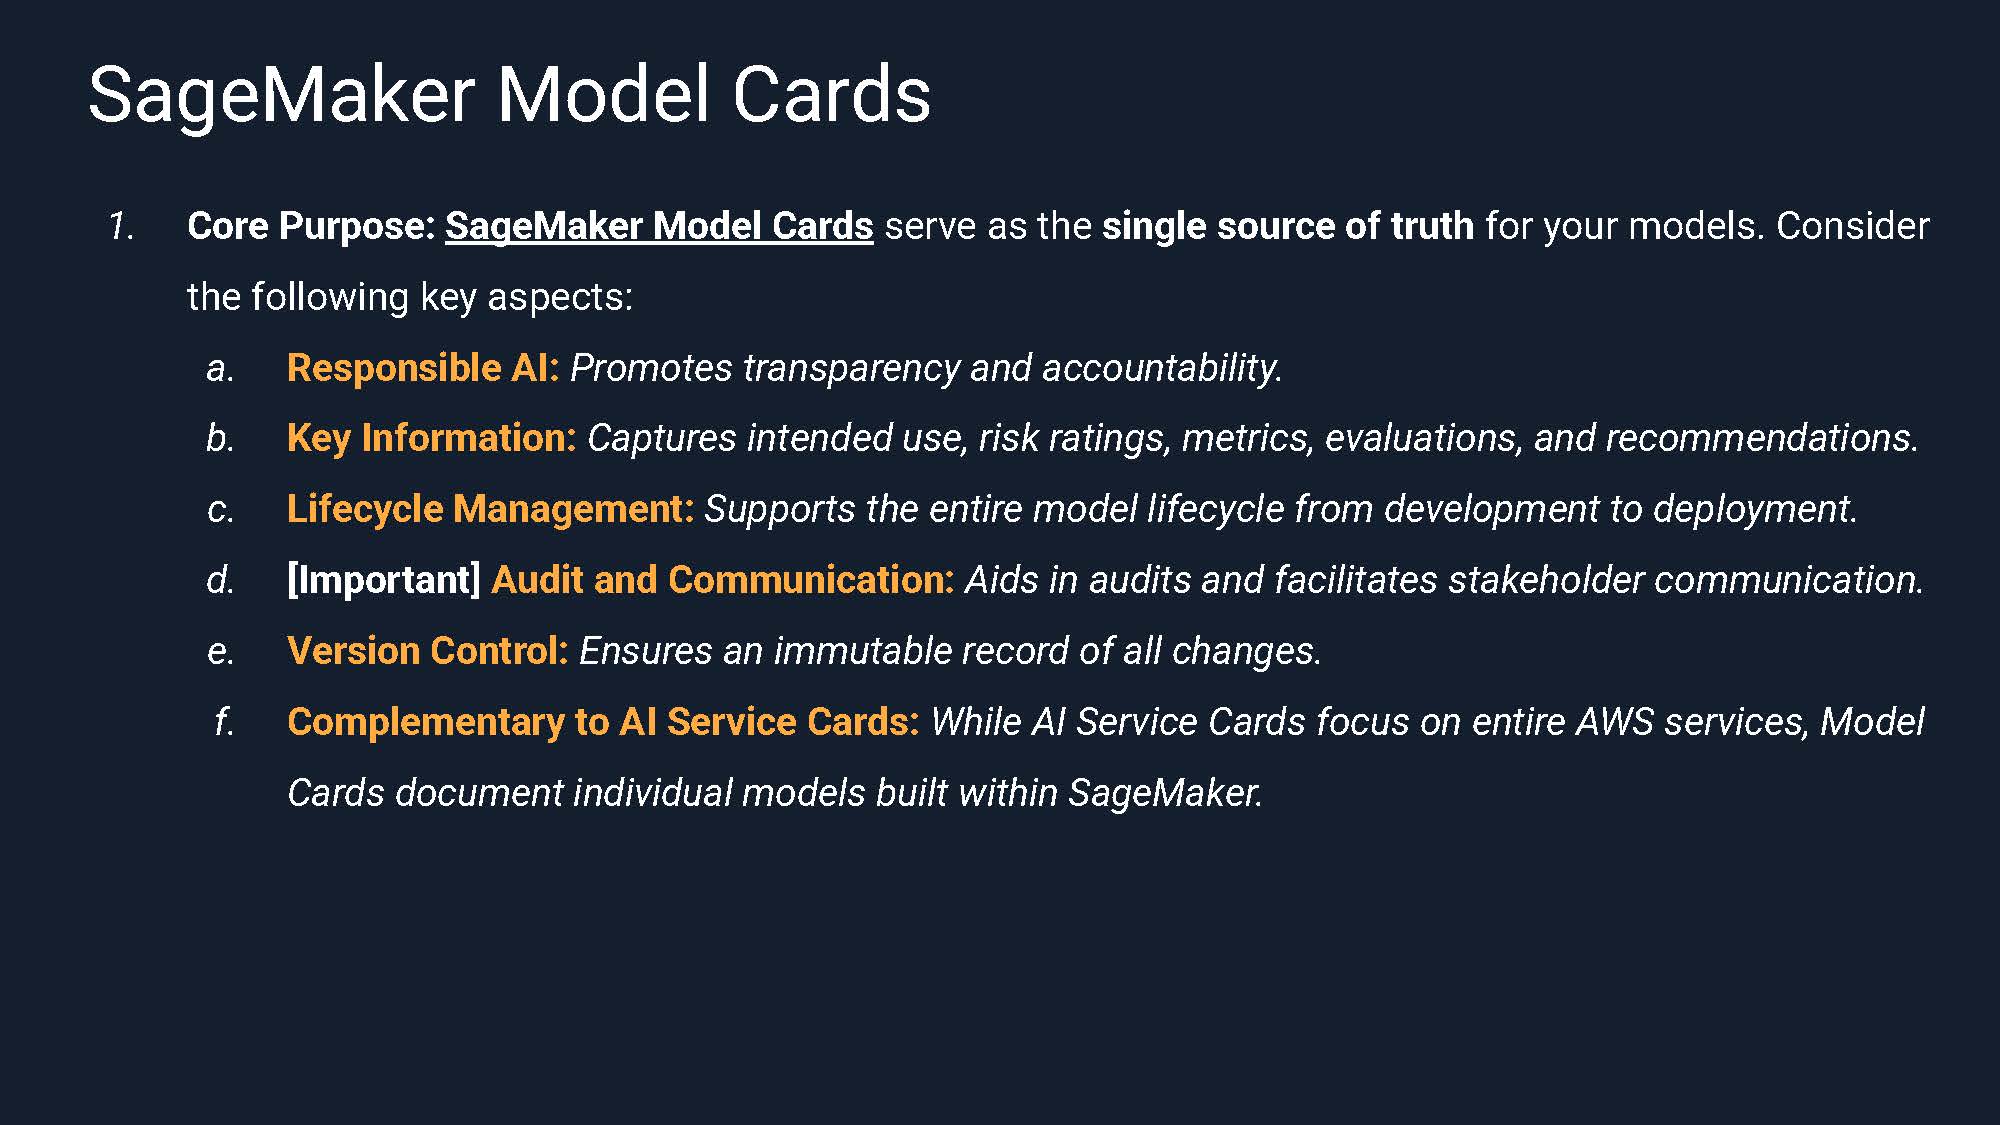 SageMaker Model Cards
1. Core Purpose: SageMaker Model Cards serve as the single source of truth for your models. Consider
the following key aspects:
a. Responsible AI: Promotes transparency and accountability.
b. Key Information: Captures intended use, risk ratings, metrics, evaluations, and recommendations.
c. Lifecycle Management: Supports the entire model lifecycle from development to deployment.
d. [Important] Audit and Communication: Aids in audits and facilitates stakeholder communication.
e. Version Control: Ensures an immutable record of all changes.
f. Complementary to AI Service Cards: While AI Service Cards focus on entire AWS services, Model
Cards document individual models built within SageMaker.